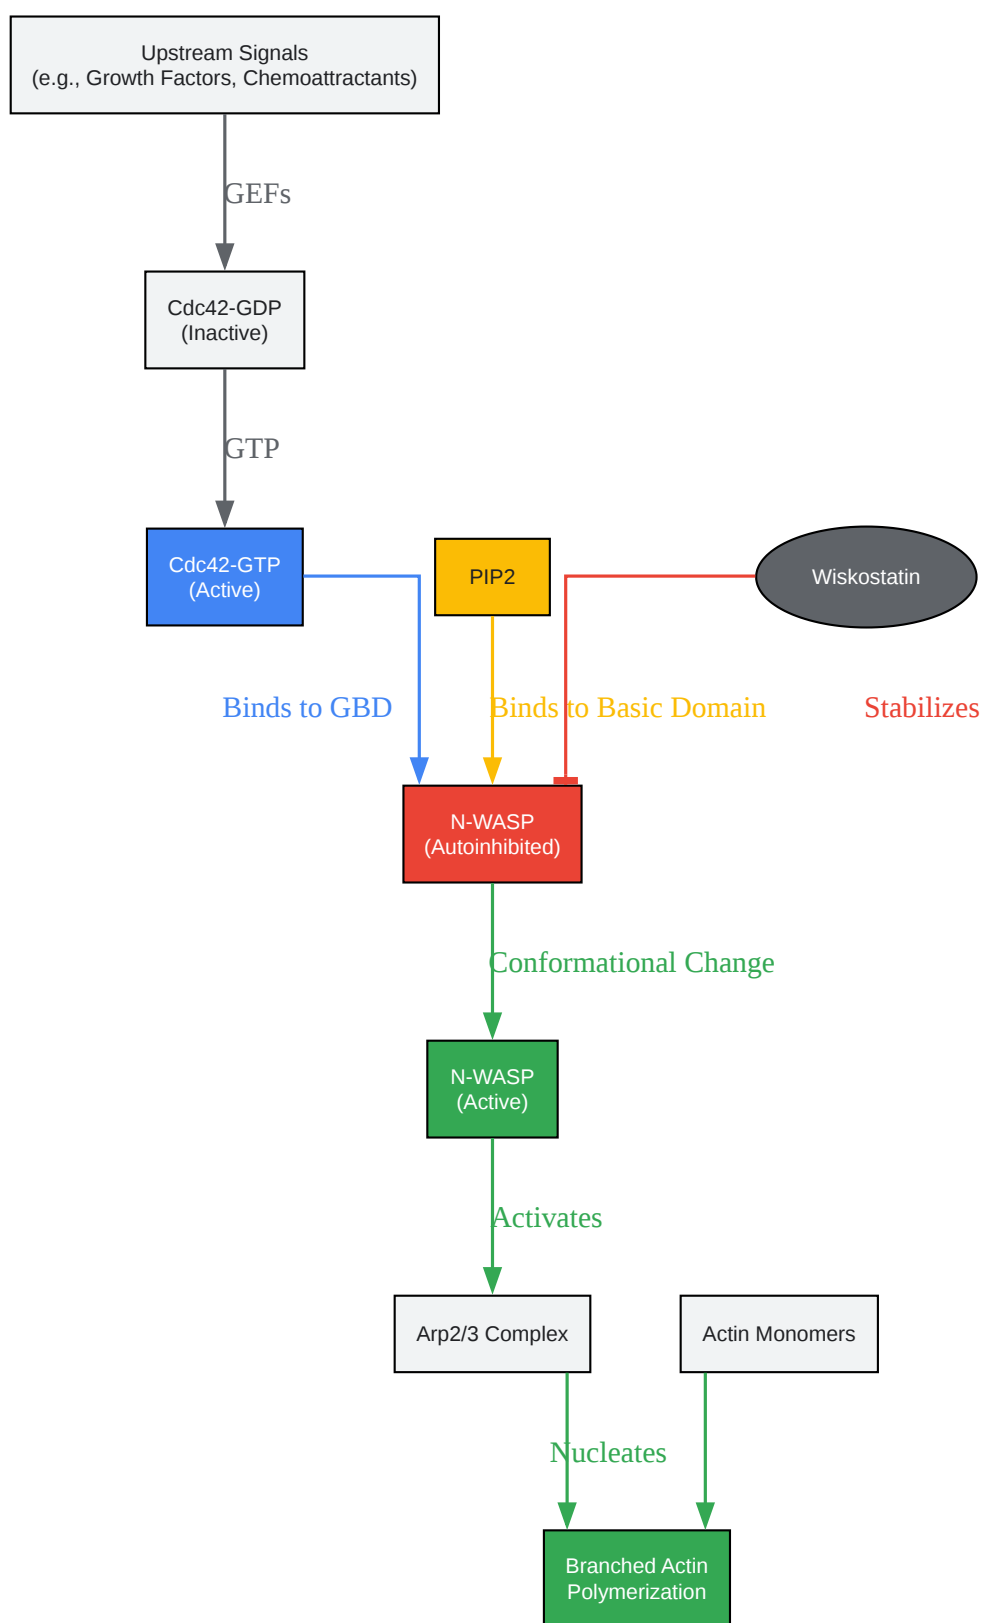 Upstream Signals
(e.g., Growth Factors, Chemoattractants)
GEFs
Cdc42-GDP
(Inactive)
GTP
Cdc42-GTP
(Active)
PIP2
Wiskostatin
Binds to GBD
Binds to Basic Domain
Stabilizes
N-WASP
(Autoinhibited)
Conformational Change
N-WASP
(Active)
Activates
Arp2/3 Complex
Actin Monomers
Nucleates
Branched Actin
Polymerization